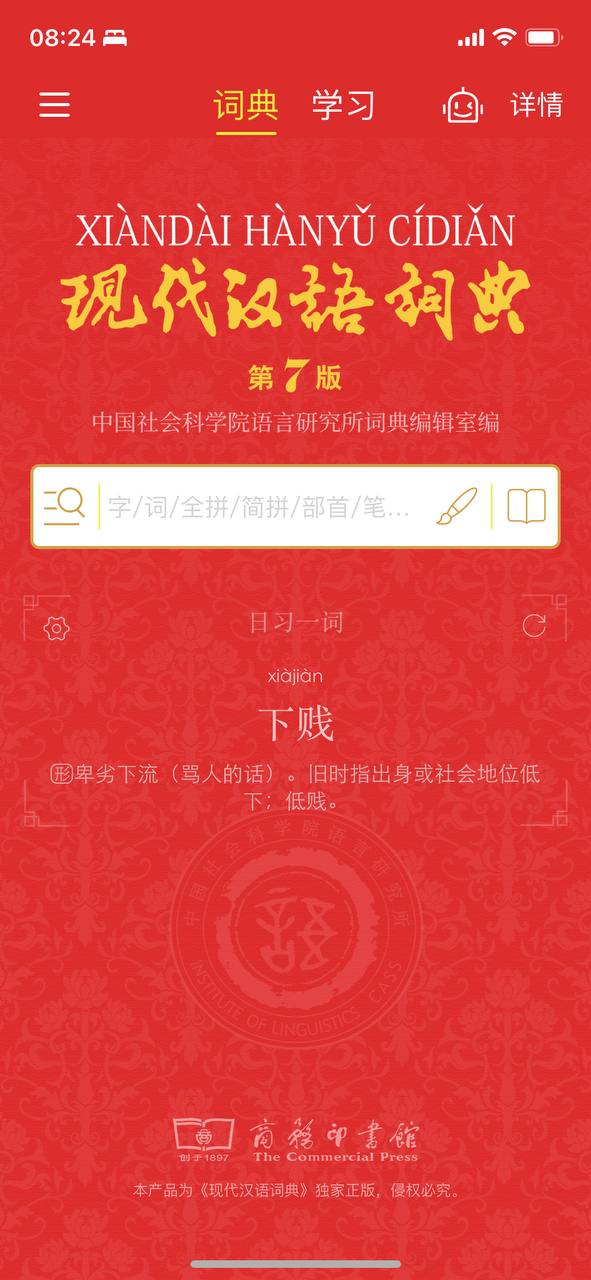 08:24
词典 学习 详情
XIÀNDÀI HÀNYǓ CÍDIǍN
现代汉语词典
第7版
中国社会科学院语言研究所词典编辑室编
字/词/全拼/简拼/部首/笔...
日习一词
xiàjiàn
下贱
形卑劣下流（骂人的话）。旧时指出身或社会地位低
下；低贱。
中国社会科学院语言研究所
INSTITUTE OF LINGUISTICS CASS
创于1897
商務印書館
The Commercial Press
本产品为《现代汉语词典》独家正版，侵权必究。